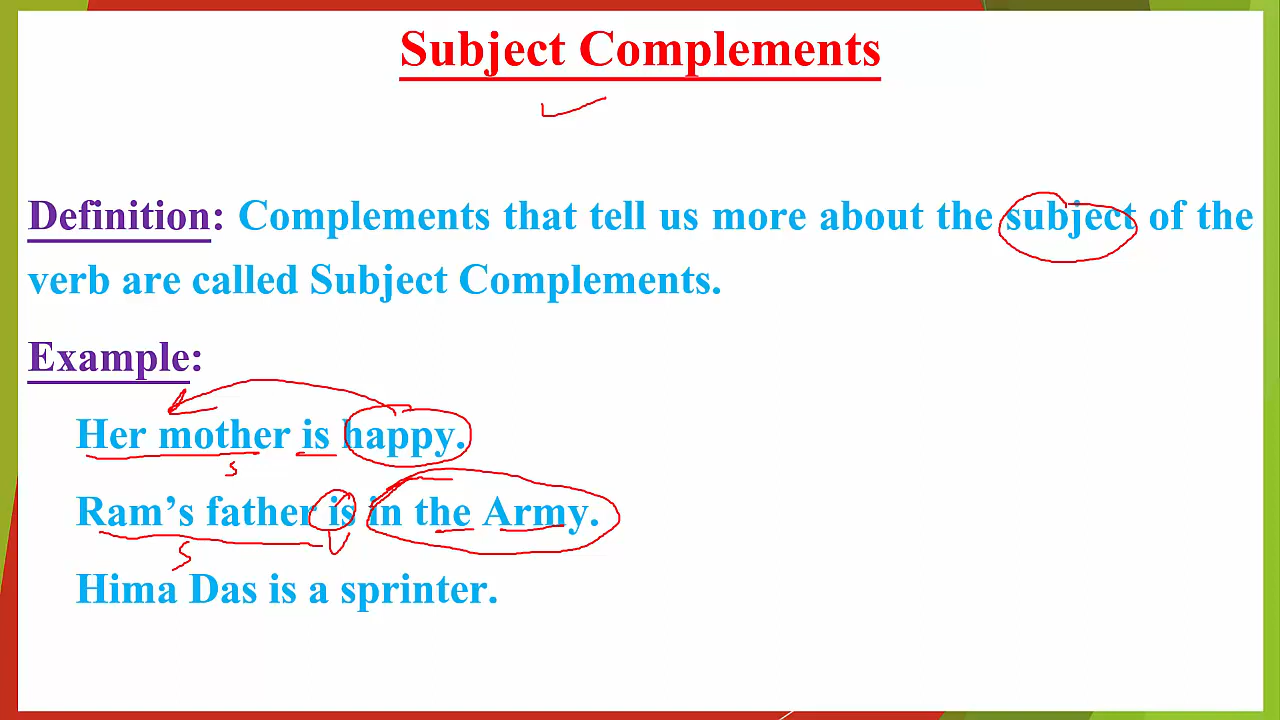 Subject Complements
Definition: Complements that tell us more about the subject of the
verb are called Subject Complements.
Example:
Her mother is happy.
s
Ram’s father is in the Army.
s v
Hima Das is a sprinter.